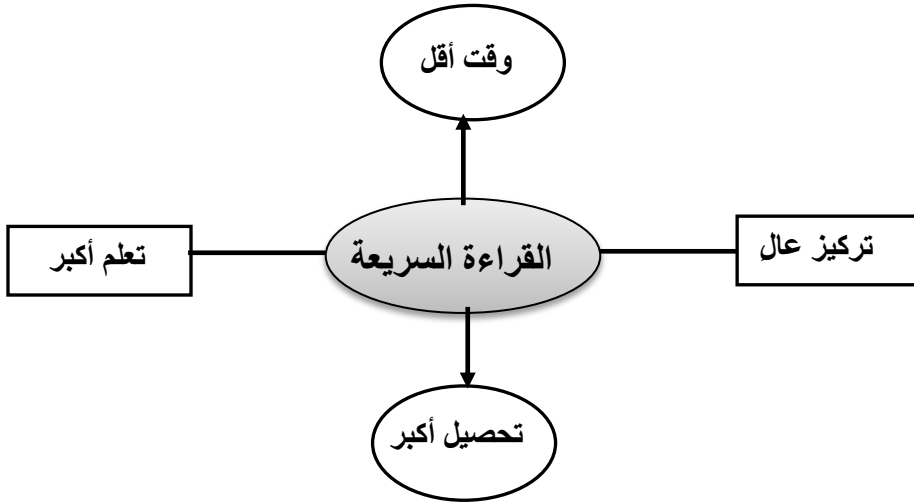 وقت أقل
تركيز عالٍ
القراءة السريعة
تعلم أكبر
تحصيل أكبر